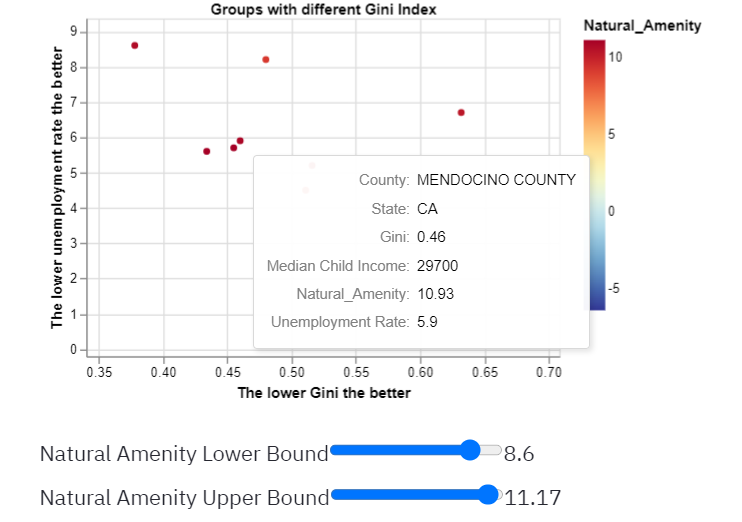 Groups with different Gini Index
Natural_Amenity
The lower unemployment rate the better
9
8
7
6
5
4
3
2
1
0
0.35 0.40 0.45 0.50 0.55 0.60 0.65 0.70
The lower Gini the better
10
5
0
-5
County: MENDOCINO COUNTY
State: CA
Gini: 0.46
Median Child Income: 29700
Natural_Amenity: 10.93
Unemployment Rate: 5.9
Natural Amenity Lower Bound 8.6
Natural Amenity Upper Bound 11.17